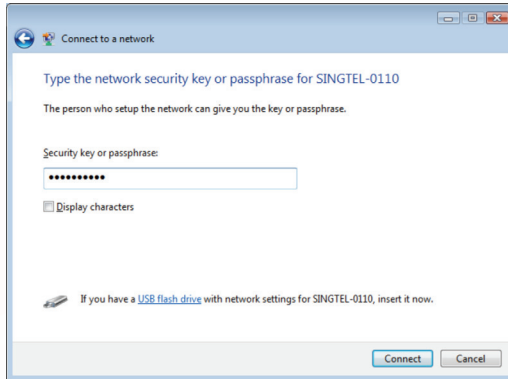 Connect to a network
Type the network security key or passphrase for SINGTEL-0110
The person who setup the network can give you the key or passphrase.
Security key or passphrase:
••••••••••
Display characters
If you have a USB flash drive with network settings for SINGTEL-0110, insert it now.
Connect
Cancel